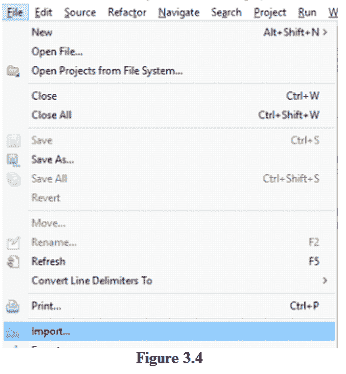 File Edit Source Refactor Navigate Search Project Run W
New Alt+Shift+N >
Open File...
Open Projects from File System...
Close Ctrl+W
Close All Ctrl+Shift+W
Save Ctrl+S
Save As...
Save All Ctrl+Shift+S
Revert
Move...
Rename... F2
Refresh F5
Convert Line Delimiters To >
Print... Ctrl+P
Import...
Figure 3.4